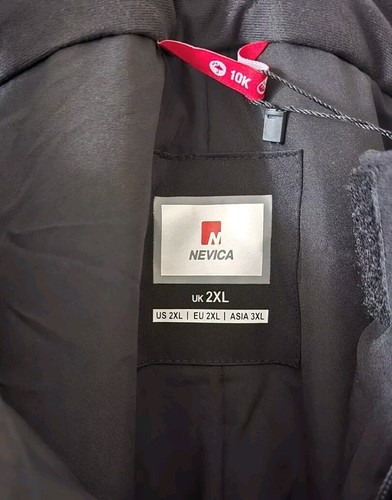 10K
N
NEVICA
UK 2XL
US 2XL | EU 2XL | ASIA 3XL